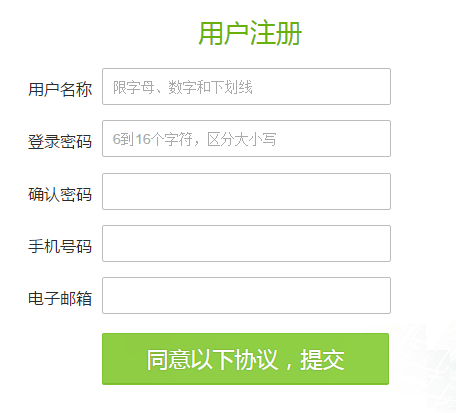 用户注册
用户名称 限字母、数字和下划线
登录密码 6到16个字符，区分大小写
确认密码
手机号码
电子邮箱
同意以下协议，提交